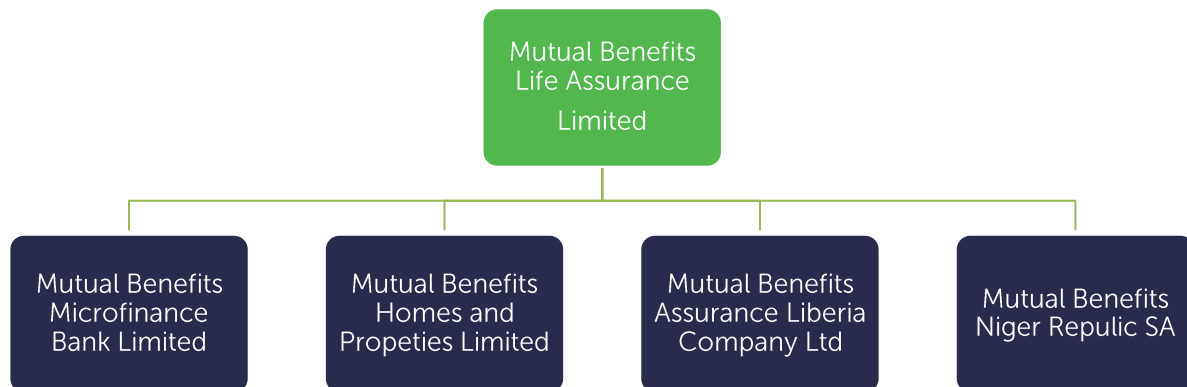 Mutual Benefits
Life Assurance
Limited
Mutual Benefits
Microfinance
Bank Limited
Mutual Benefits
Homes and
Propeties Limited
Mutual Benefits
Assurance Liberia
Company Ltd
Mutual Benefits
Niger Repulic SA